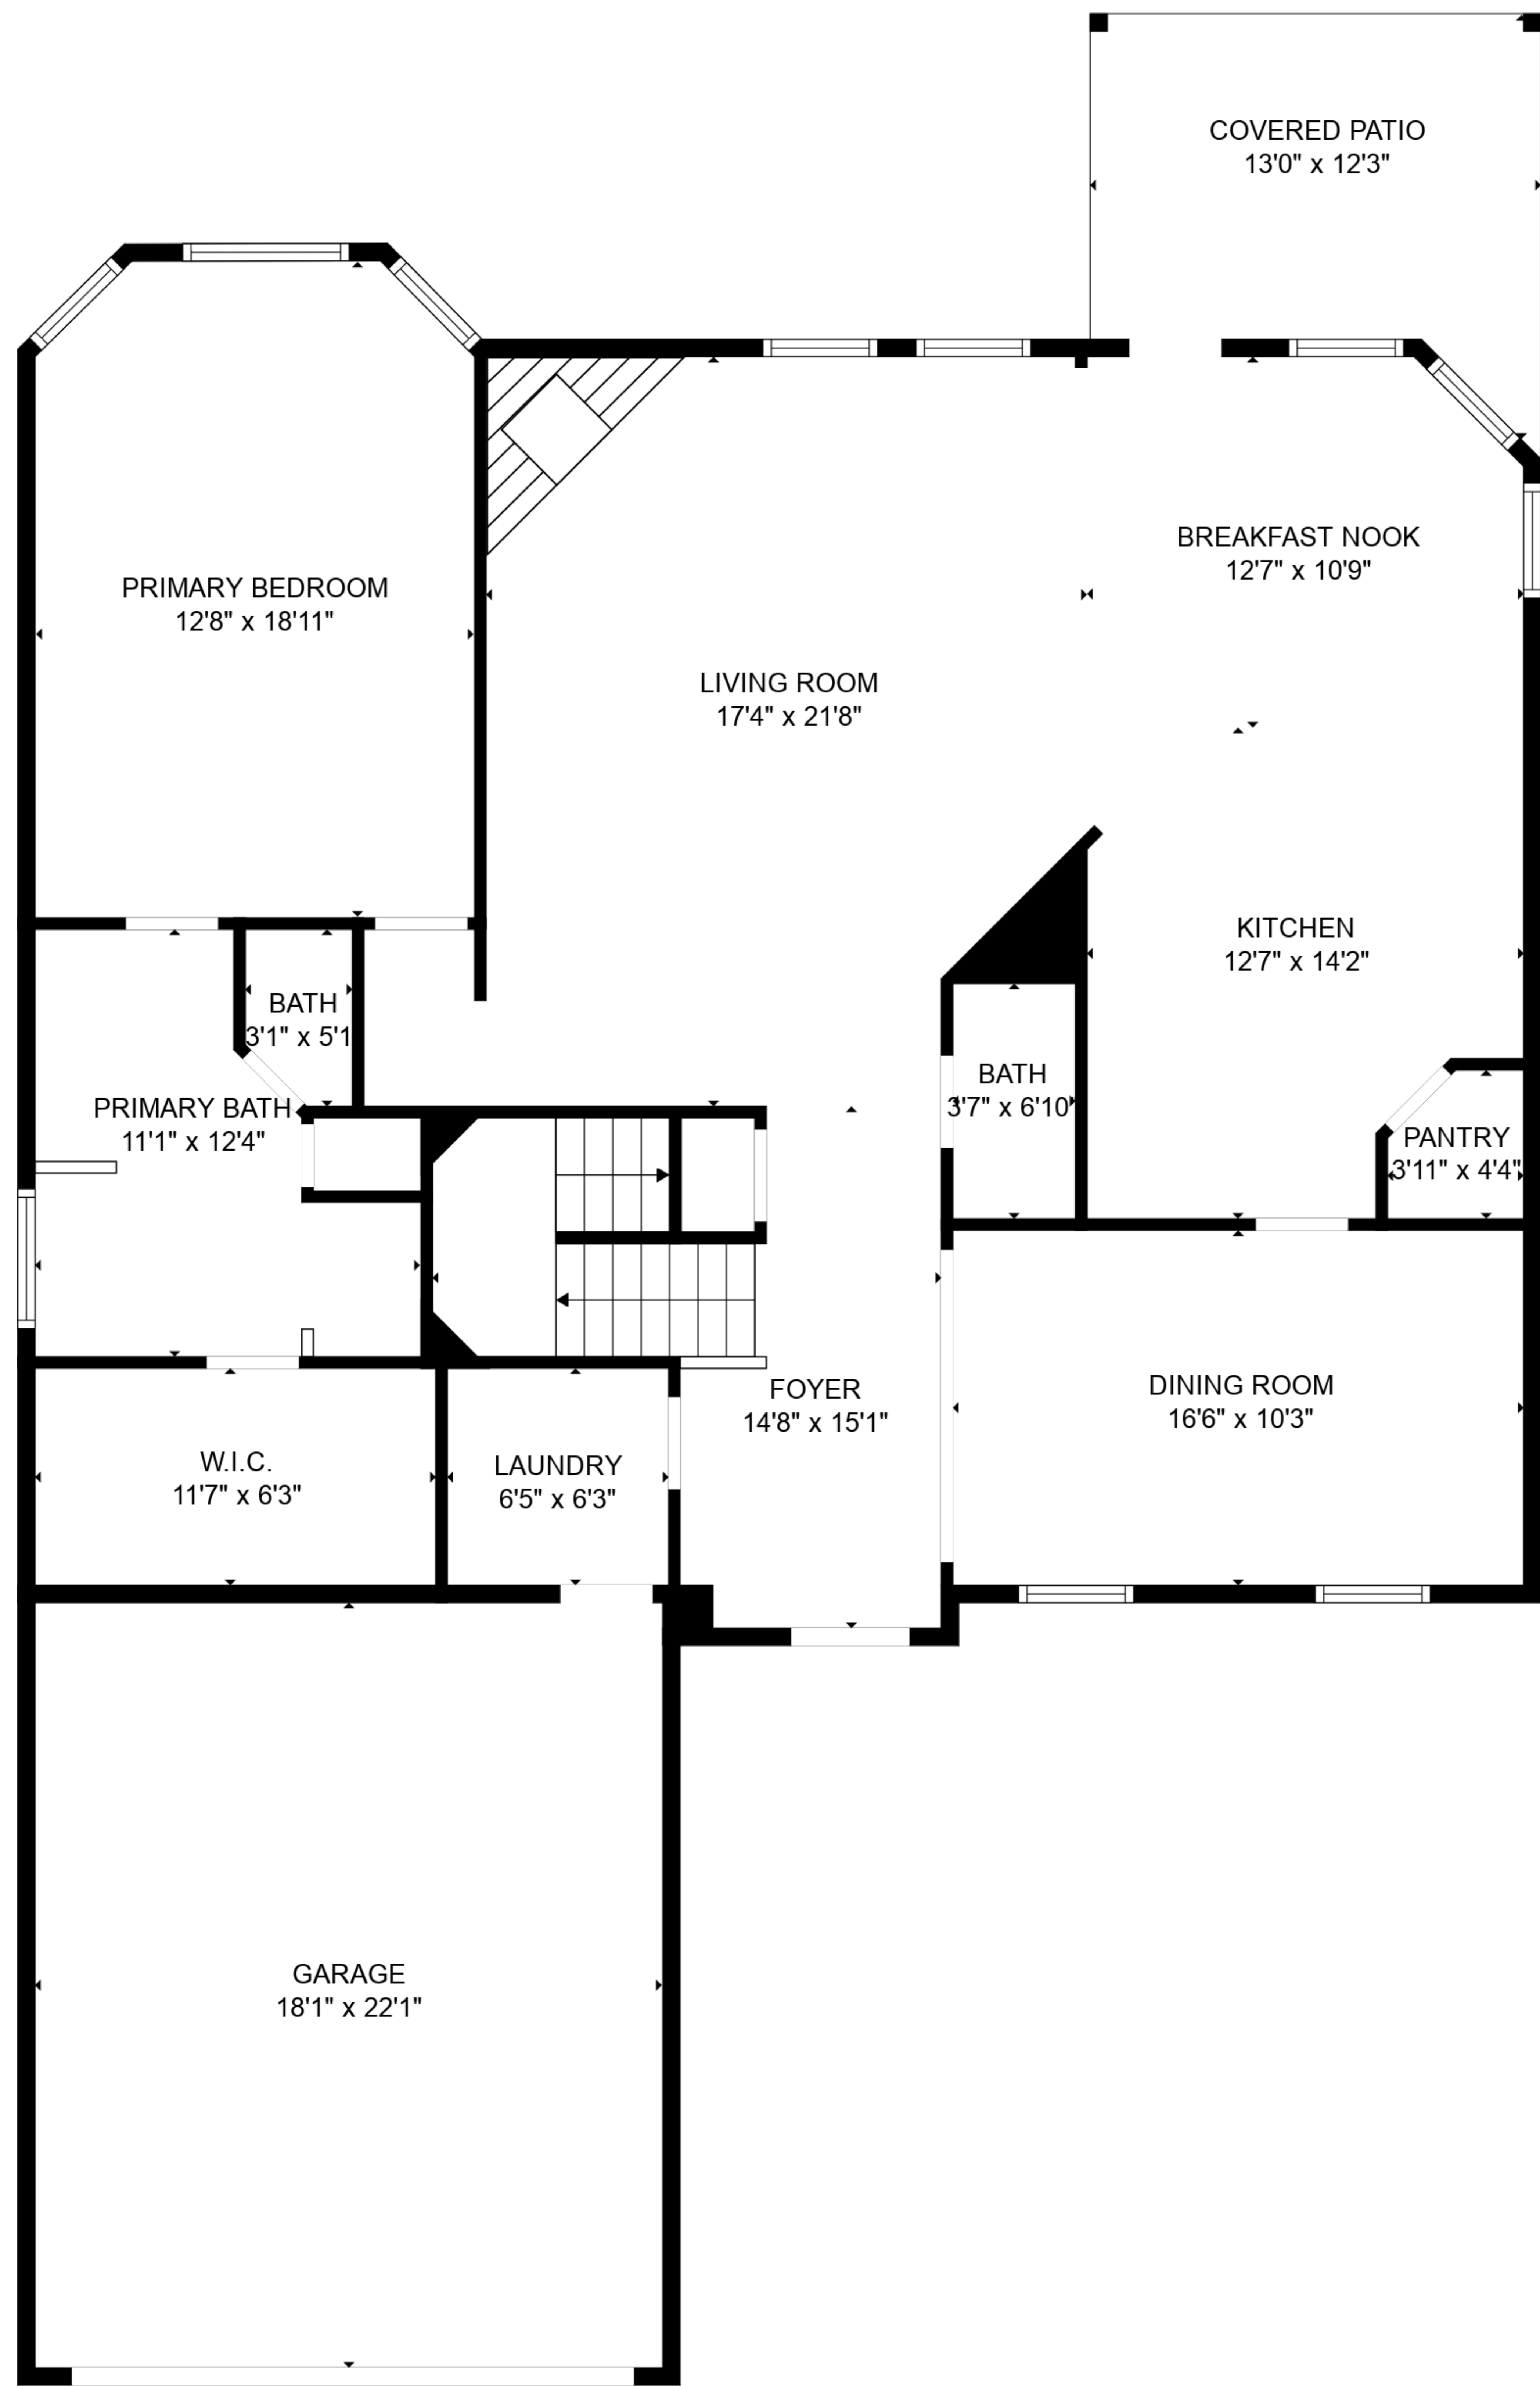 COVERED PATIO
13'0" x 12'3"
BREAKFAST NOOK
12'7" x 10'9"
PRIMARY BEDROOM
12'8" x 18'11"
LIVING ROOM
17'4" x 21'8"
KITCHEN
12'7" x 14'2"
BATH
3'1" x 5'1
BATH
3'7" x 6'10
PRIMARY BATH
11'1" x 12'4"
PANTRY
3'11" x 4'4"
FOYER
14'8" x 15'1"
DINING ROOM
16'6" x 10'3"
W.I.C.
11'7" x 6'3"
LAUNDRY
6'5" x 6'3"
GARAGE
18'1" x 22'1"